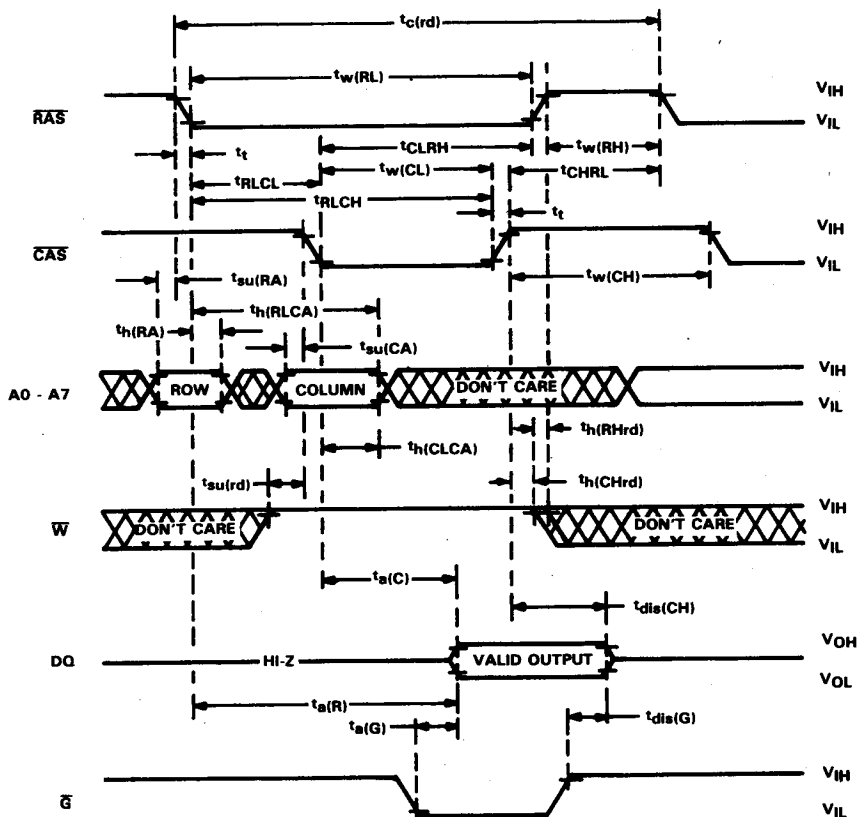 tc(rd)
tw(RL)
VIH
RAS
VIL
tCLRH
tw(RH)
tt
tw(CL)
tCHRL
tRLCL
tRLCH
tt
VIH
CAS
VIL
tsu(RA)
tw(CH)
th(RLCA)
th(RA)
tsu(CA)
VIH
A0 - A7
ROW
COLUMN
DON'T CARE
VIL
th(RHrd)
th(CLCA)
tsu(rd)
th(CHrd)
VIH
W
DON'T CARE
DON'T CARE
VIL
ta(C)
tdis(CH)
VOH
DQ
HI-Z
VALID OUTPUT
VOL
ta(R)
ta(G)
tdis(G)
VIH
G
VIL